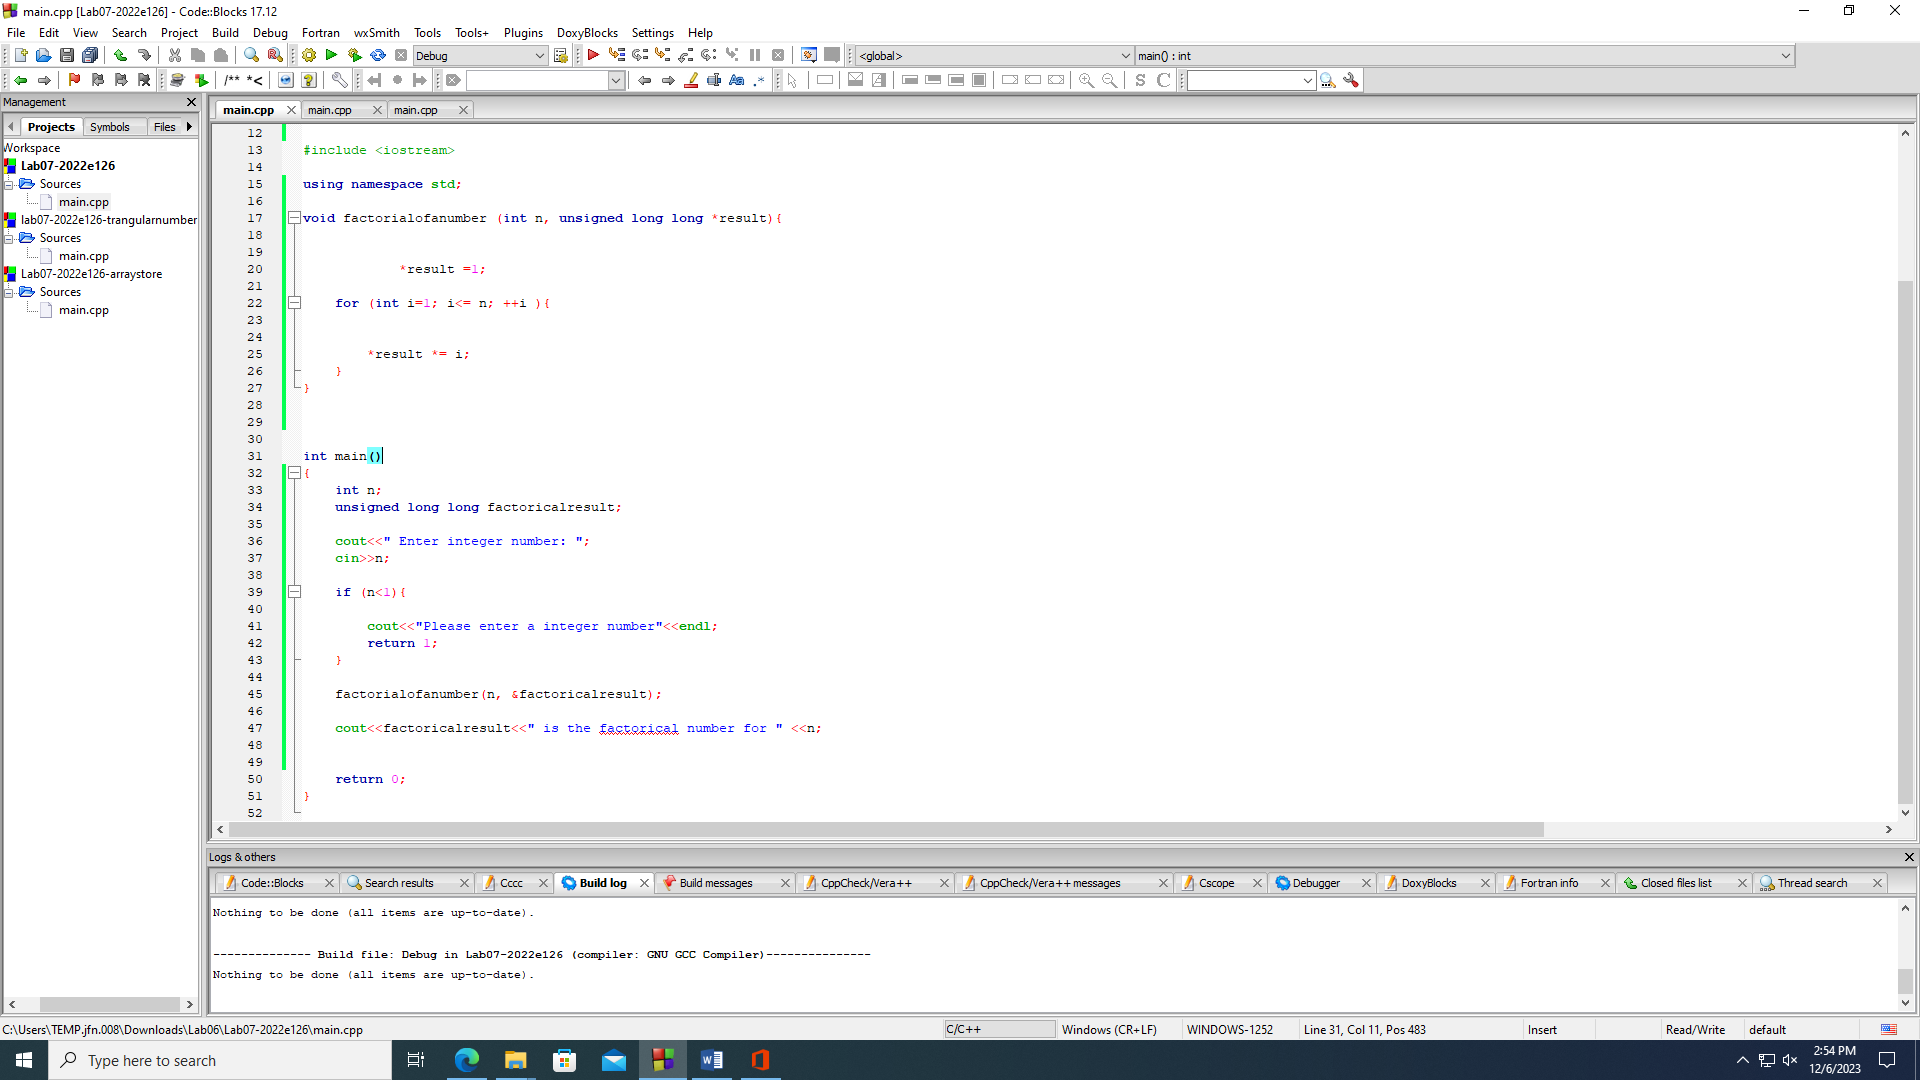 main.cpp [Lab07-2022e126] - Code::Blocks 17.12
File Edit View Search Project Build Debug Fortran wxSmith Tools Tools+ Plugins DoxyBlocks Settings Help
Debug <global> main() : int
/** *< Aa .* S C
Management
Projects Symbols Files
Workspace
Lab07-2022e126
Sources
main.cpp
lab07-2022e126-trangularnumber
Sources
main.cpp
Lab07-2022e126-arraystore
Sources
main.cpp
main.cpp main.cpp main.cpp
12
13 #include <iostream>
14
15 using namespace std;
16
17 void factorialofanumber (int n, unsigned long long *result){
18
19
20 *result =1;
21
22 for (int i=1; i<= n; ++i ){
23
24
25 *result *= i;
26 }
27 }
28
29
30
31 int main()
32 {
33 int n;
34 unsigned long long factoricalresult;
35
36 cout<<" Enter integer number: ";
37 cin>>n;
38
39 if (n<1){
40
41 cout<<"Please enter a integer number"<<endl;
42 return 1;
43 }
44
45 factorialofanumber(n, &factoricalresult);
46
47 cout<<factoricalresult<<" is the factorical number for " <<n;
48
49
50 return 0;
51 }
52
Logs & others
Code::Blocks Search results Cccc Build log Build messages CppCheck/Vera++ CppCheck/Vera++ messages Cscope Debugger DoxyBlocks Fortran info Closed files list Thread search
Nothing to be done (all items are up-to-date).
-------------- Build file: Debug in Lab07-2022e126 (compiler: GNU GCC Compiler)---------------
Nothing to be done (all items are up-to-date).
C:\Users\TEMP.jfn.008\Downloads\Lab06\Lab07-2022e126\main.cpp C/C++ Windows (CR+LF) WINDOWS-1252 Line 31, Col 11, Pos 483 Insert Read/Write default
Type here to search
2:54 PM
12/6/2023